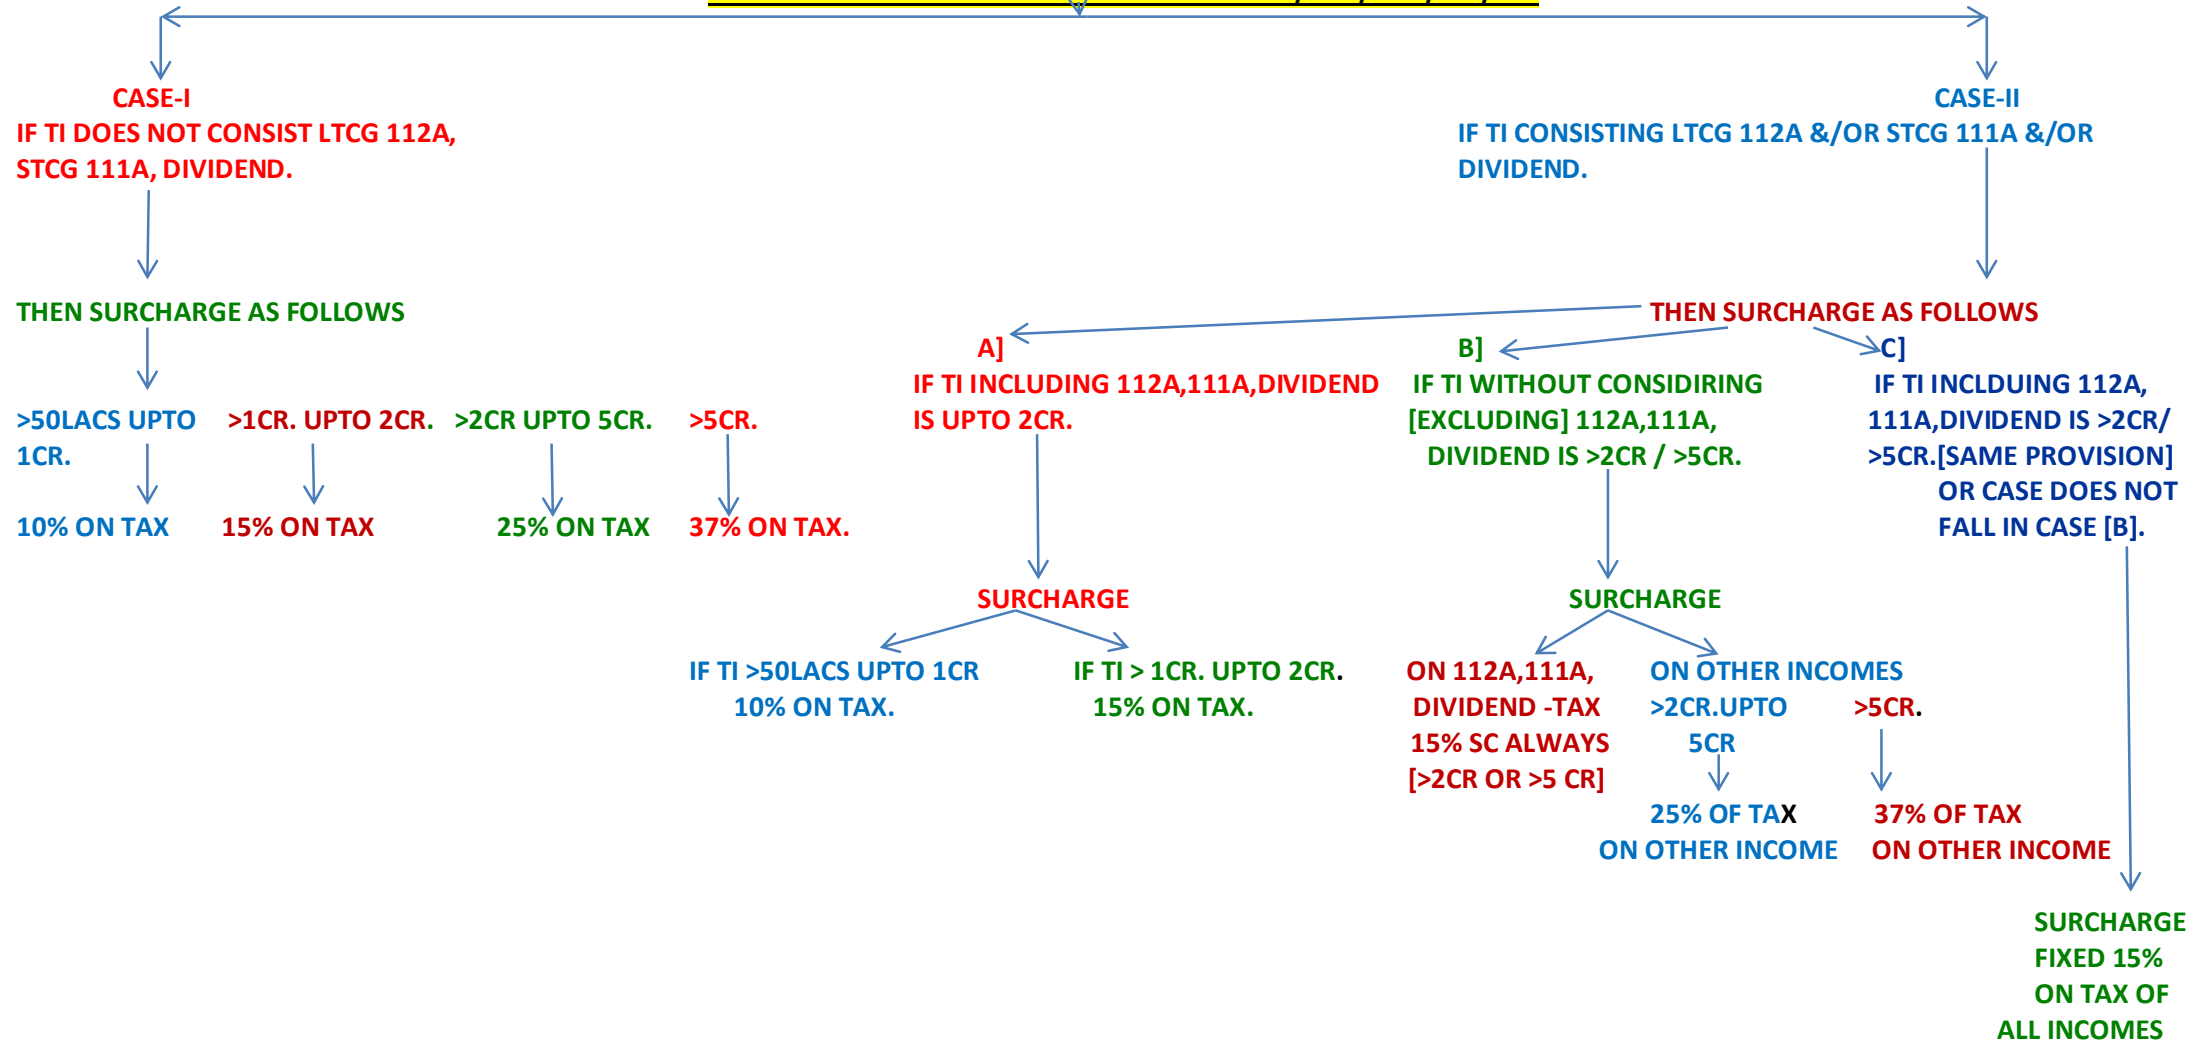 CASE-I
IF TI DOES NOT CONSIST LTCG 112A,
STCG 111A, DIVIDEND.
CASE-II
IF TI CONSISTING LTCG 112A &/OR STCG 111A &/OR
DIVIDEND.
THEN SURCHARGE AS FOLLOWS
>50LACS UPTO
1CR.
10% ON TAX
>1CR. UPTO 2CR.
15% ON TAX
>2CR UPTO 5CR.
25% ON TAX
>5CR.
37% ON TAX.
THEN SURCHARGE AS FOLLOWS
A]
IF TI INCLUDING 112A,111A,DIVIDEND
IS UPTO 2CR.
SURCHARGE
IF TI >50LACS UPTO 1CR
10% ON TAX.
IF TI > 1CR. UPTO 2CR.
15% ON TAX.
B]
IF TI WITHOUT CONSIDIRING
[EXCLUDING] 112A,111A,
DIVIDEND IS >2CR / >5CR.
SURCHARGE
ON 112A,111A,
DIVIDEND -TAX
15% SC ALWAYS
[>2CR OR >5 CR]
ON OTHER INCOMES
>2CR.UPTO
5CR
25% OF TAX
ON OTHER INCOME
>5CR.
37% OF TAX
ON OTHER INCOME
C]
IF TI INCLDUING 112A,
111A,DIVIDEND IS >2CR/
>5CR.[SAME PROVISION]
OR CASE DOES NOT
FALL IN CASE [B].
SURCHARGE
FIXED 15%
ON TAX OF
ALL INCOMES